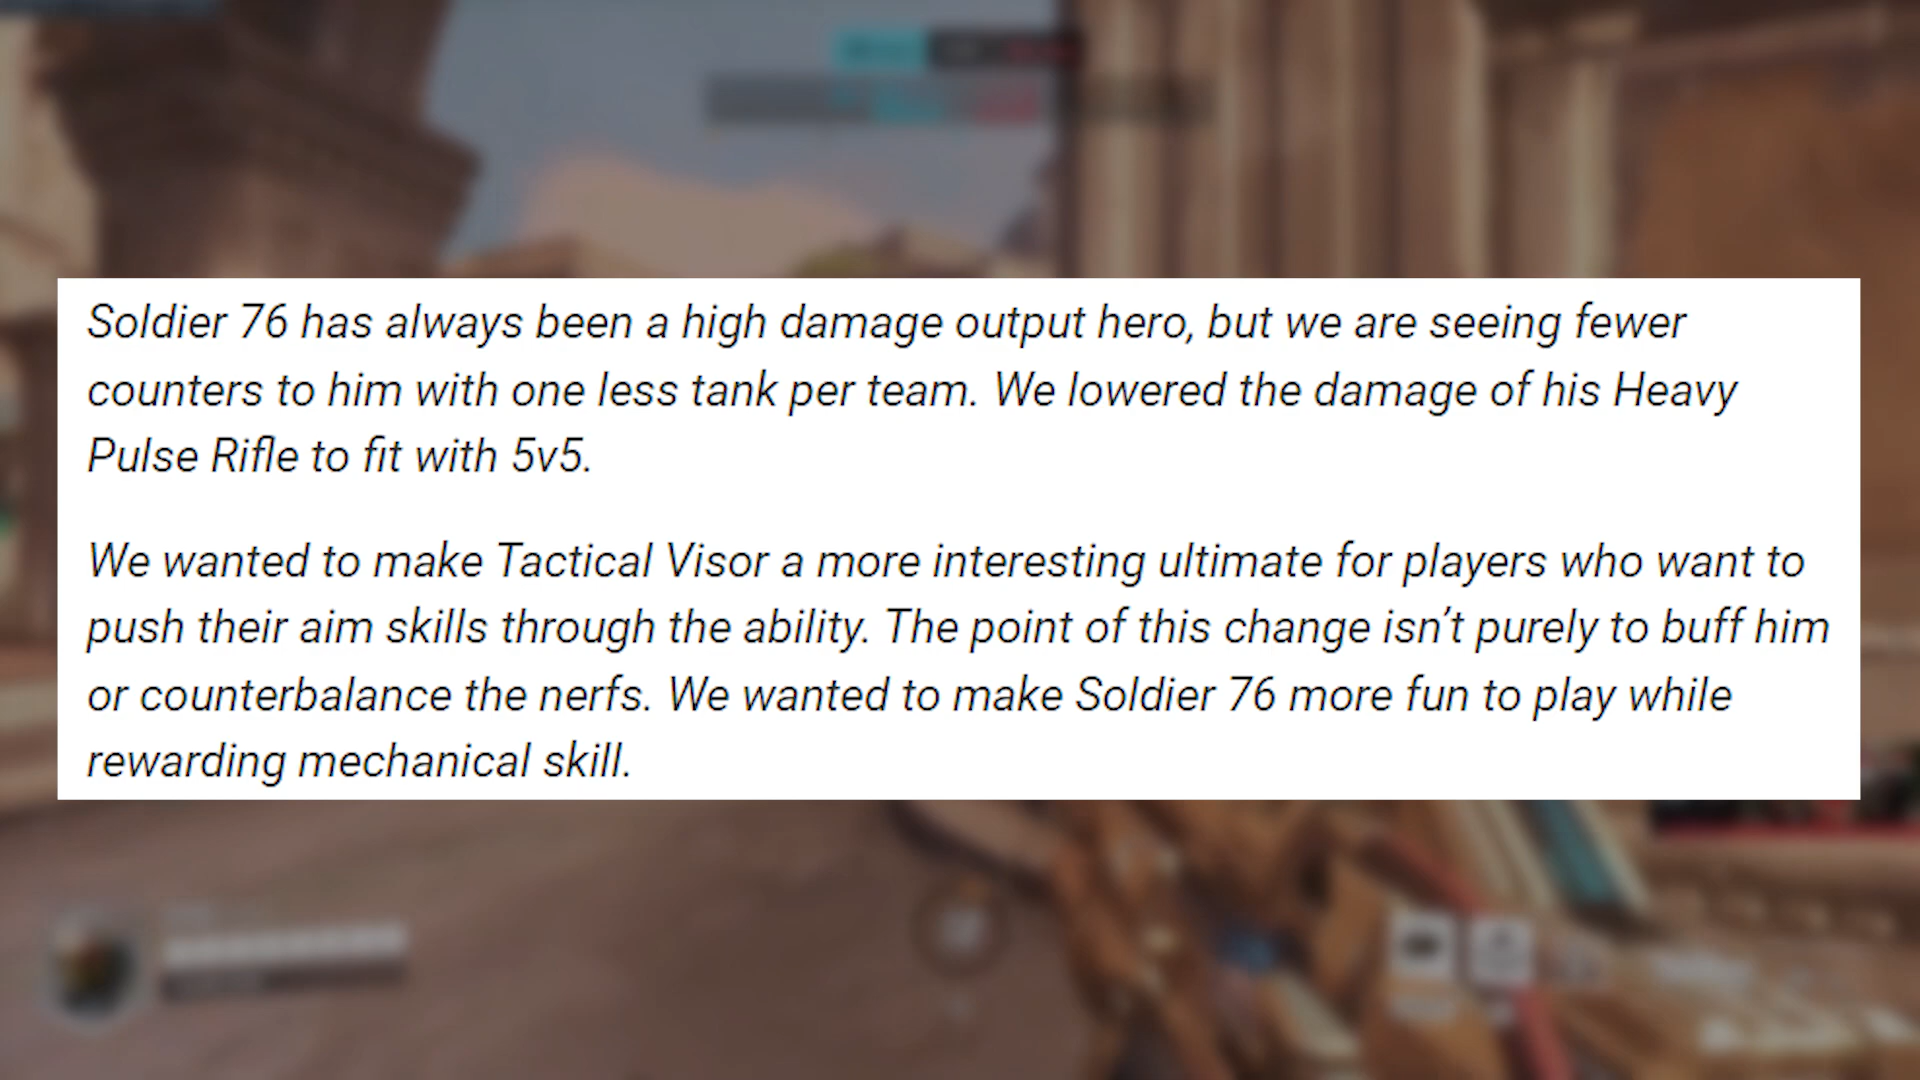 Soldier 76 has always been a high damage output hero, but we are seeing fewer
counters to him with one less tank per team. We lowered the damage of his Heavy
Pulse Rifle to fit with 5v5.
We wanted to make Tactical Visor a more interesting ultimate for players who want to
push their aim skills through the ability. The point of this change isn’t purely to buff him
or counterbalance the nerfs. We wanted to make Soldier 76 more fun to play while
rewarding mechanical skill.